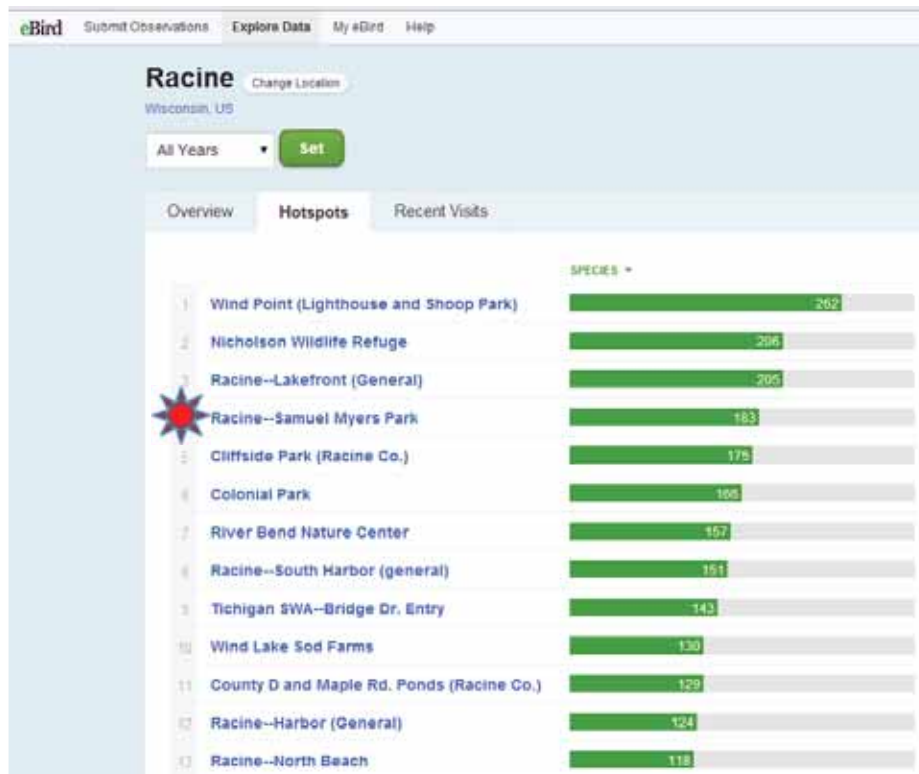 eBird Submit Observations Explore Data My eBird Help
Racine Change Location
Wisconsin, US
All Years Set
Overview Hotspots Recent Visits
SPECIES
1 Wind Point (Lighthouse and Shoop Park) 262
2 Nicholson Wildlife Refuge 206
3 Racine--Lakefront (General) 205
Racine--Samuel Myers Park 183
5 Cliffside Park (Racine Co.) 175
6 Colonial Park 166
7 River Bend Nature Center 157
8 Racine--South Harbor (general) 151
9 Tichigan SWA--Bridge Dr. Entry 143
10 Wind Lake Sod Farms 130
11 County D and Maple Rd. Ponds (Racine Co.) 129
12 Racine--Harbor (General) 124
13 Racine--North Beach 118